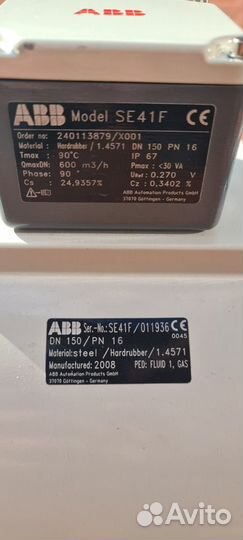 ABB Model SE41F CE
Order no: 240113879/X001
Material : Hardrubber/1.4571 DN 150 PN 16
Tmax : 90°C IP 67
QmaxDN: 600 m3/h Pmax : <30 VA
Phase: 90 ° Uеwт: 0.270 V
Cs : 24,9357% Cz : 0,3402 %
ABB Automation Products GmbH
37070 Göttingen - Germany
ABB Ser.-No.: SE41F/011936 CE
DN 150/PN 16 0045
Material:steel /Hardrubber/1.4571
Manufactured: 2008 PED: FLUID 1, GAS
ABB Automation Products GmbH
37070 Göttingen - Germany
Avito